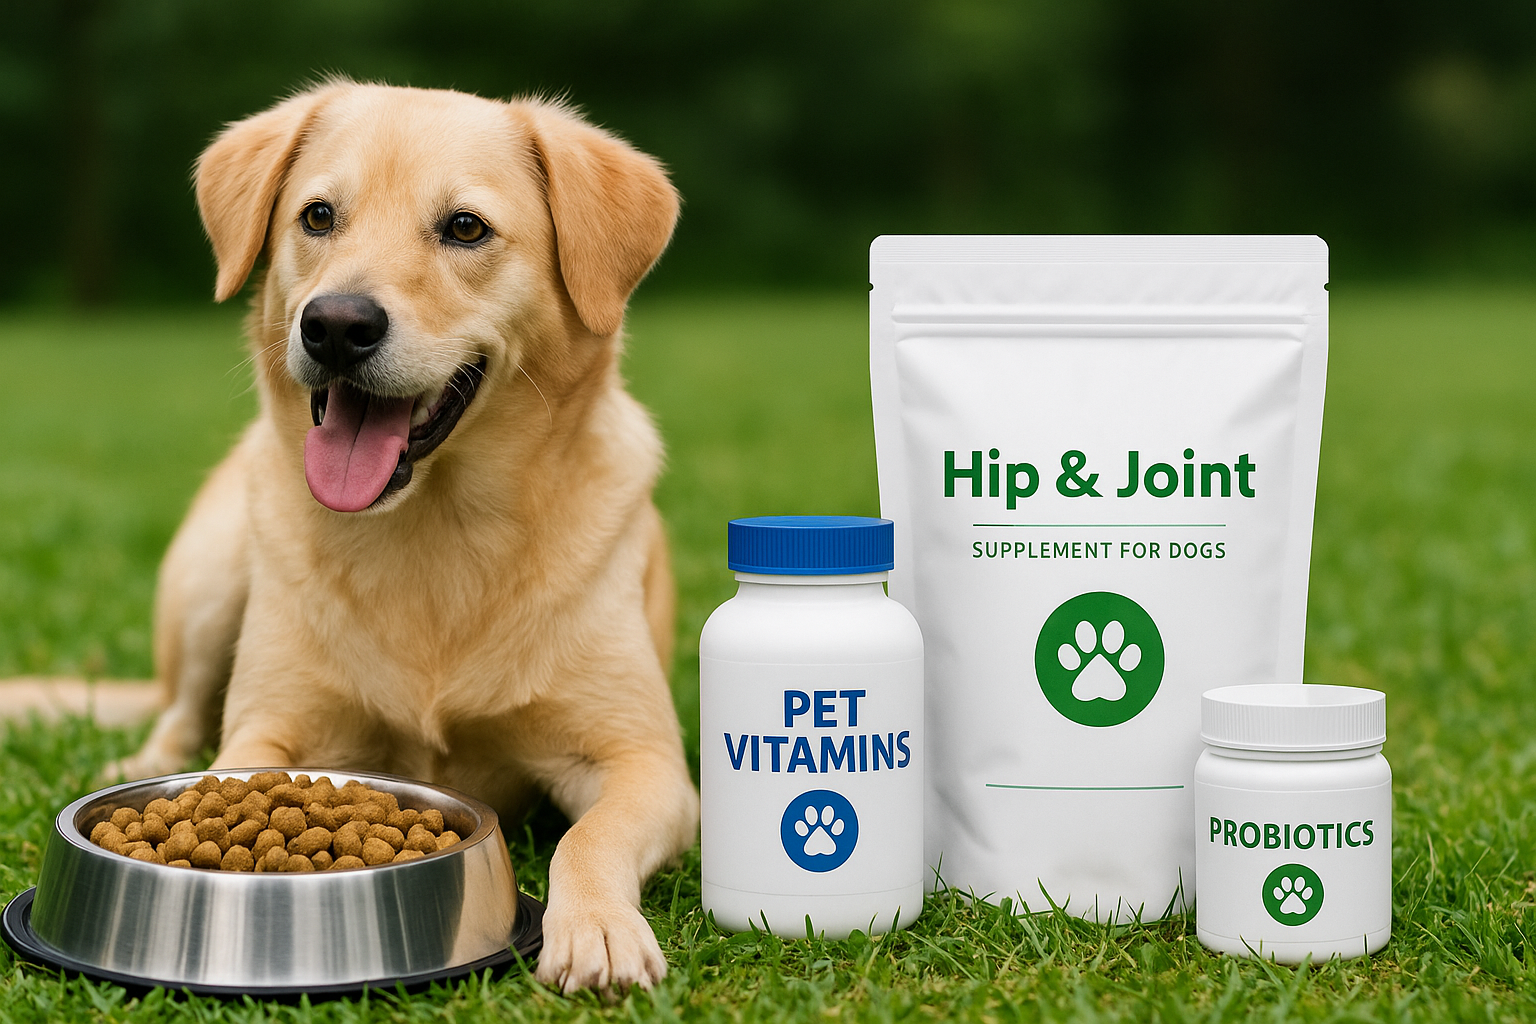 Hip & Joint
SUPPLEMENT FOR DOGS
PET
VITAMINS
PROBIOTICS